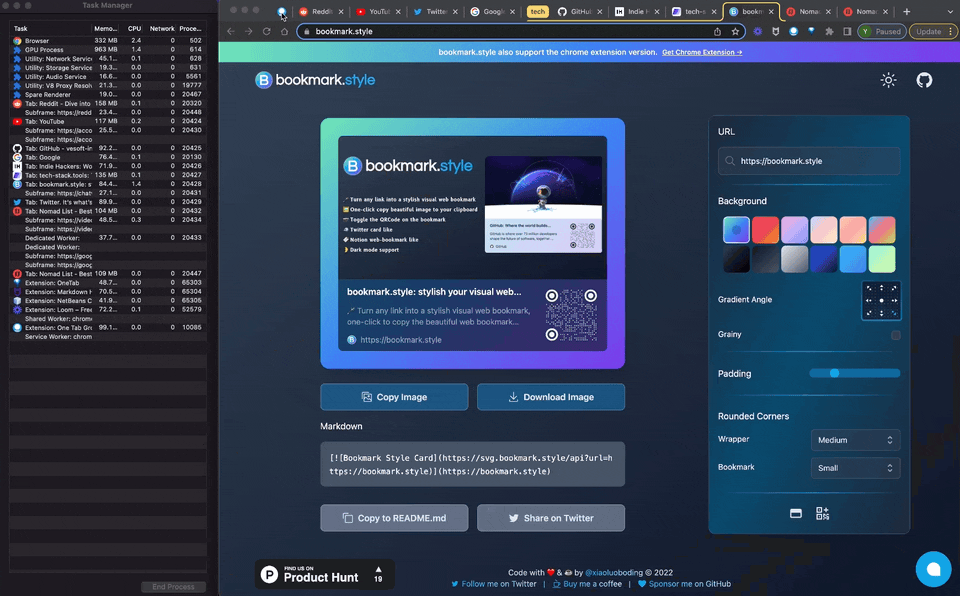 Task Manager
Task Memo... CPU Network Proce...
Browser 332 MB 2.4 0 502
GPU Process 963 MB 1.4 0 614
Utility: Network Servic 45.1... 0.1 0 628
Utility: Storage Service 19.3... 0.0 0 631
Utility: Audio Service 16.6... 0.0 0 5561
Utility: V8 Proxy Resol 21.3... 0.0 0 19777
Spare Renderer 19.0... 0.0 0 20467
Tab: Reddit - Dive into 158 MB 0.1 0 20320
Subframe: https://redd 23.4... 0.0 0 20448
Tab: YouTube 117 MB 0.2 0 20424
Subframe: https://acco 25.5... 0.0 0 20430
Subframe: https://acco
Tab: GitHub - vesoft-in 92.2... 0.0 0 20425
Tab: Google 76.4... 0.1 0 20130
Tab: Indie Hackers: Wo 71.9... 0.0 0 20426
Tab: tech-stack.tools: 135 MB 0.1 0 20427
Tab: bookmark.style: s 84.4... 1.4 0 20428
Subframe: https://chat 27.1... 0.0 0 20431
Tab: Twitter. It's what's 89.9... 0.0 0 20429
Tab: Nomad List - Best 104 MB 0.0 0 20432
Subframe: https://video 48.5... 0.3 0 20434
Subframe: https://video
Dedicated Worker: 37.7... 0.0 0 20433
Dedicated Worker:
Subframe: https://goog
Subframe: https://goog
Tab: Nomad List - Best 109 MB 0.0 0 20447
Extension: OneTab 48.7... 0.0 0 65303
Extension: Markdown H 70.5... 0.0 0 65304
Extension: NetBeans C 41.9... 0.0 0 65305
Extension: Loom – Free 72.2... 0.1 0 52579
Shared Worker: chrom
Extension: One Tab Gro 99.1... 0.0 0 10085
Service Worker: chrom
End Process
Reddi YouTu Twitte Google tech GitHu Indie H tech-s bookm Noma Noma
bookmark.style Paused Update
bookmark.style also support the chrome extension version. Get Chrome Extension →
bookmark.style
bookmark.style
Turn any link into a stylish visual web bookmark
One-click copy beautiful image to your clipboard
Toggle the QRCode on the bookmark
Twitter card like
Notion web-bookmark like
Dark mode support
GitHub: Where the world builds...
GitHub
bookmark.style: stylish your visual web...
Turn any link into a stylish visual web bookmark,
one-click to copy the beautiful web bookmark...
https://bookmark.style
Copy Image
Download Image
Markdown
[![Bookmark Style Card](https://svg.bookmark.style/api?url=h
ttps://bookmark.style)](https://bookmark.style)
Copy to README.md
Share on Twitter
URL
https://bookmark.style
Background
Gradient Angle
Grainy
Padding
Rounded Corners
Wrapper Medium
Bookmark Small
FIND US ON
Product Hunt
19
Code with ❤️ & ☕ by @xiaoluoboding © 2022
Follow me on Twitter | Buy me a coffee | Sponsor me on GitHub